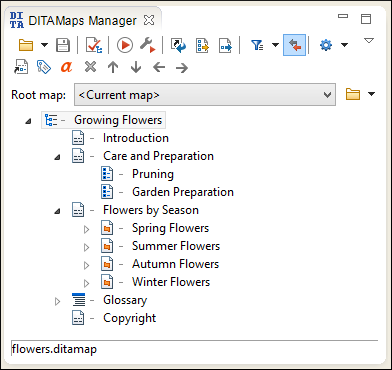 DITA DITAMaps Manager
α
Root map: <Current map>
Growing Flowers
Introduction
Care and Preparation
Pruning
Garden Preparation
Flowers by Season
Spring Flowers
Summer Flowers
Autumn Flowers
Winter Flowers
Glossary
Copyright
flowers.ditamap